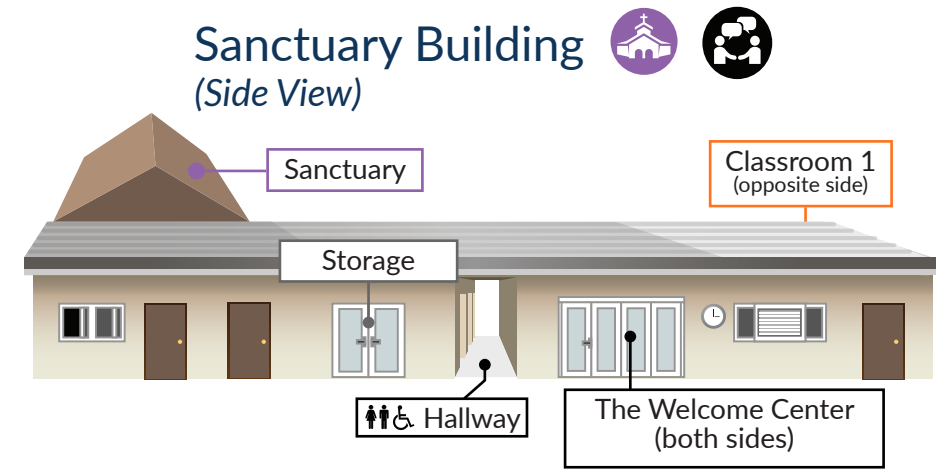 Sanctuary Building
(Side View)
Sanctuary
Classroom 1
(opposite side)
Storage
Hallway
The Welcome Center
(both sides)